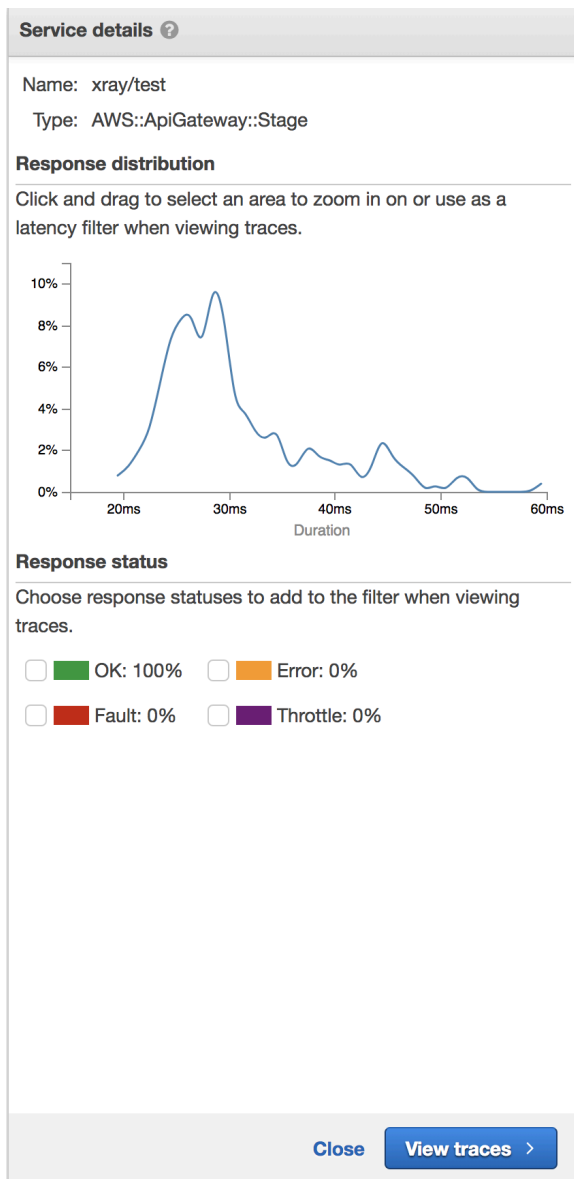 Service details ?
Name: xray/test
Type: AWS::ApiGateway::Stage
Response distribution
Click and drag to select an area to zoom in on or use as a
latency filter when viewing traces.
10%
8%
6%
4%
2%
0%
20ms 30ms 40ms 50ms 60ms
Duration
Response status
Choose response statuses to add to the filter when viewing
traces.
OK: 100% Error: 0%
Fault: 0% Throttle: 0%
Close View traces >